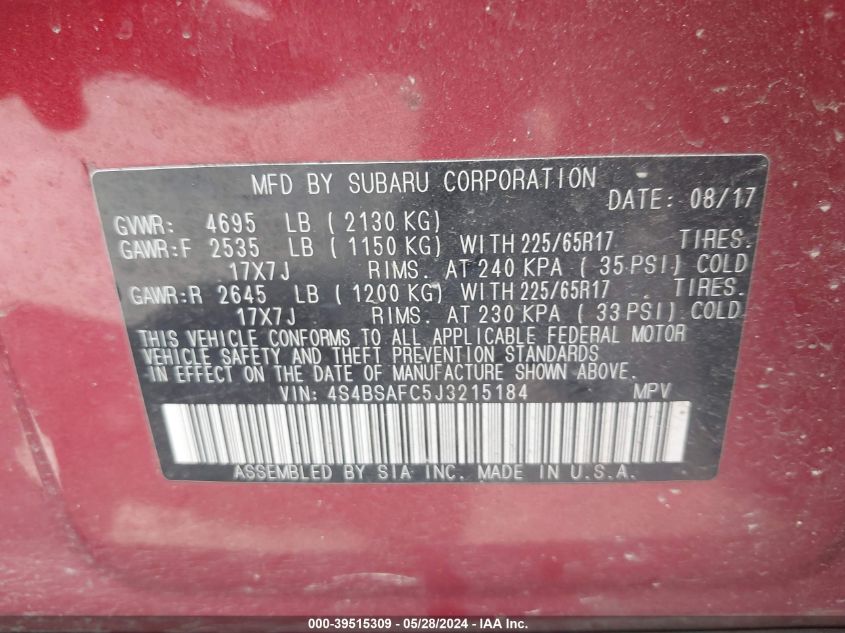 MFD BY SUBARU CORPORATION
DATE: 08/17
GVWR: 4695 LB ( 2130 KG)
GAWR:F 2535 LB ( 1150 KG) WITH 225/65R17 TIRES.
17X7J RIMS. AT 240 KPA ( 35 PSI) COLD
GAWR:R 2645 LB ( 1200 KG) WITH 225/65R17 TIRES.
17X7J RIMS. AT 230 KPA ( 33 PSI) COLD.
THIS VEHICLE CONFORMS TO ALL APPLICABLE FEDERAL MOTOR
VEHICLE SAFETY AND THEFT PREVENTION STANDARDS
IN EFFECT ON THE DATE OF MANUFACTURE SHOWN ABOVE.
VIN: 4S4BSAFC5J3215184 MPV
ASSEMBLED BY SIA INC. MADE IN U.S.A.
000-39515309 - 05/28/2024 - IAA Inc.